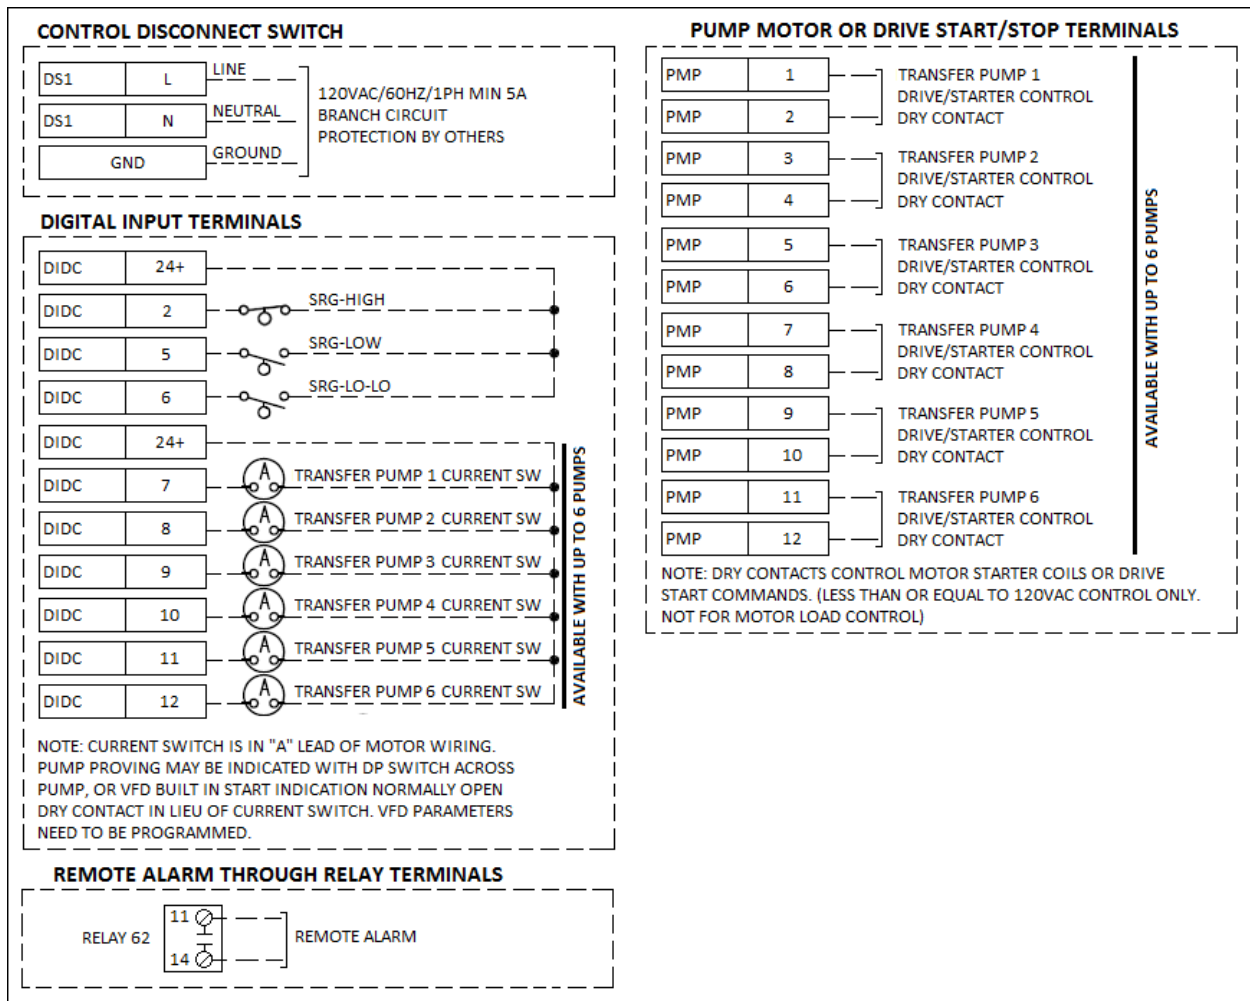 CONTROL DISCONNECT SWITCH
DS1 L LINE
DS1 N NEUTRAL
GND GROUND
120VAC/60HZ/1PH MIN 5A
BRANCH CIRCUIT
PROTECTION BY OTHERS
DIGITAL INPUT TERMINALS
DIDC 24+
DIDC 2 SRG-HIGH
DIDC 5 SRG-LOW
DIDC 6 SRG-LO-LO
DIDC 24+
DIDC 7 A TRANSFER PUMP 1 CURRENT SW
DIDC 8 A TRANSFER PUMP 2 CURRENT SW
DIDC 9 A TRANSFER PUMP 3 CURRENT SW
DIDC 10 A TRANSFER PUMP 4 CURRENT SW
DIDC 11 A TRANSFER PUMP 5 CURRENT SW
DIDC 12 A TRANSFER PUMP 6 CURRENT SW
AVAILABLE WITH UP TO 6 PUMPS
NOTE: CURRENT SWITCH IS IN "A" LEAD OF MOTOR WIRING.
PUMP PROVING MAY BE INDICATED WITH DP SWITCH ACROSS
PUMP, OR VFD BUILT IN START INDICATION NORMALLY OPEN
DRY CONTACT IN LIEU OF CURRENT SWITCH. VFD PARAMETERS
NEED TO BE PROGRAMMED.
REMOTE ALARM THROUGH RELAY TERMINALS
RELAY 62
11
14
REMOTE ALARM
PUMP MOTOR OR DRIVE START/STOP TERMINALS
PMP 1
PMP 2
TRANSFER PUMP 1
DRIVE/STARTER CONTROL
DRY CONTACT
PMP 3
PMP 4
TRANSFER PUMP 2
DRIVE/STARTER CONTROL
DRY CONTACT
PMP 5
PMP 6
TRANSFER PUMP 3
DRIVE/STARTER CONTROL
DRY CONTACT
PMP 7
PMP 8
TRANSFER PUMP 4
DRIVE/STARTER CONTROL
DRY CONTACT
PMP 9
PMP 10
TRANSFER PUMP 5
DRIVE/STARTER CONTROL
DRY CONTACT
PMP 11
PMP 12
TRANSFER PUMP 6
DRIVE/STARTER CONTROL
DRY CONTACT
AVAILABLE WITH UP TO 6 PUMPS
NOTE: DRY CONTACTS CONTROL MOTOR STARTER COILS OR DRIVE
START COMMANDS. (LESS THAN OR EQUAL TO 120VAC CONTROL ONLY.
NOT FOR MOTOR LOAD CONTROL)